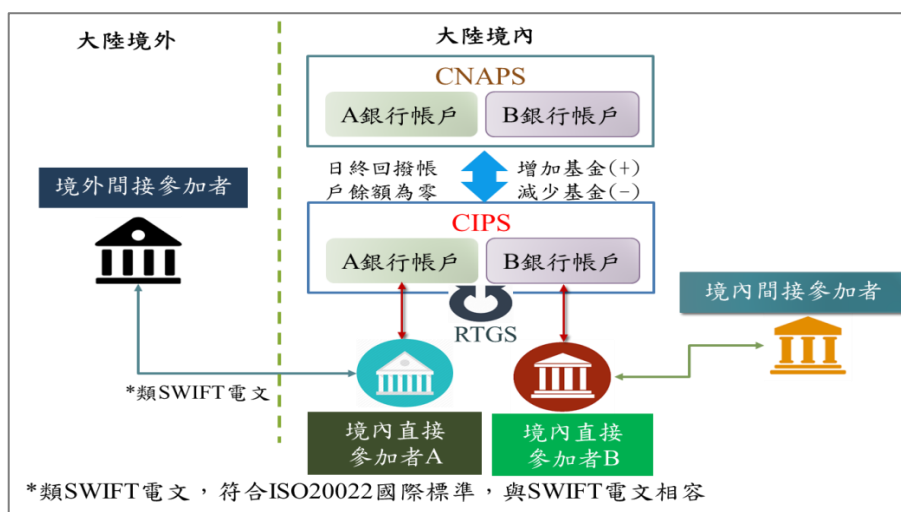 大陸境外
大陸境內
CNAPS
A銀行帳戶
B銀行帳戶
日終回撥帳
戶餘額為零
增加基金(+)
減少基金(-)
CIPS
A銀行帳戶
B銀行帳戶
RTGS
境外間接參加者
境內間接參加者
*類SWIFT電文
境內直接
參加者A
境內直接
參加者B
*類SWIFT電文，符合ISO20022國際標準，與SWIFT電文相容